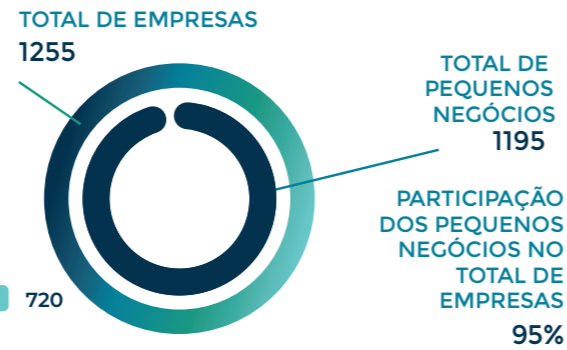 TOTAL DE EMPRESAS
1255
TOTAL DE
PEQUENOS
NEGÓCIOS
1195
PARTICIPAÇÃO
DOS PEQUENOS
NEGÓCIOS NO
TOTAL DE
EMPRESAS
95%
720